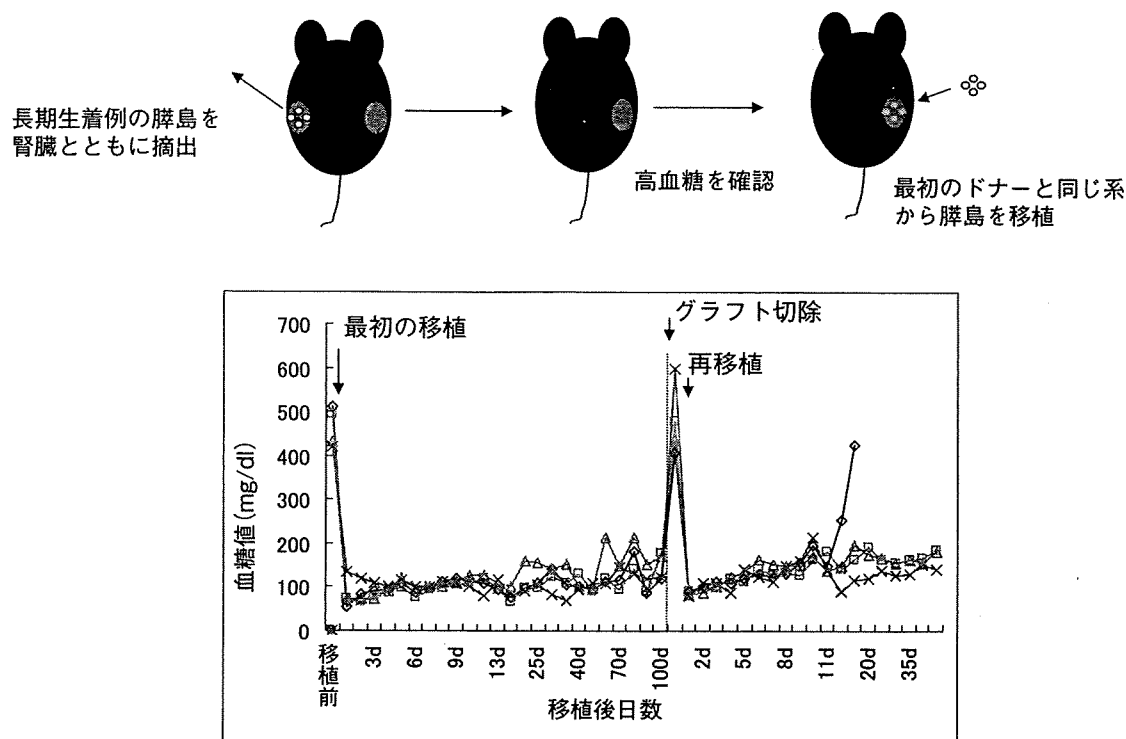 長期生着例の膵島を
腎臓とともに摘出
高血糖を確認
最初のドナーと同じ系
から膵島を移植
グラフト切除
最初の移植
再移植
血糖値(mg/dl)
700
600
500
400
300
200
100
0
移植前 3d 6d 9d 13d 25d 40d 70d 100d 2d 5d 8d 11d 20d 35d
移植後日数